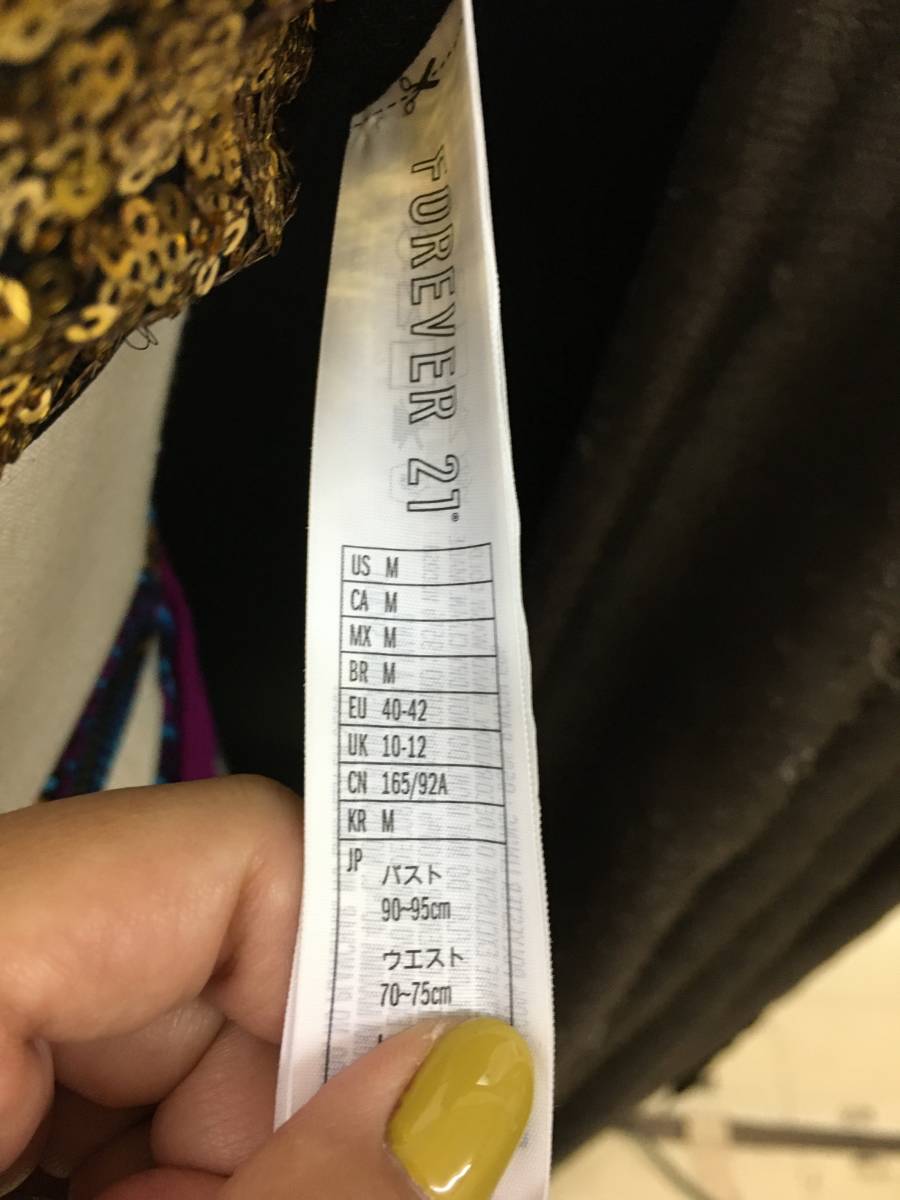 FOREVER 21
US M
CA M
MX M
BR M
EU 40-42
UK 10-12
CN 165/92A
KR M
JP
バスト
90~95cm
ウエスト
70~75cm